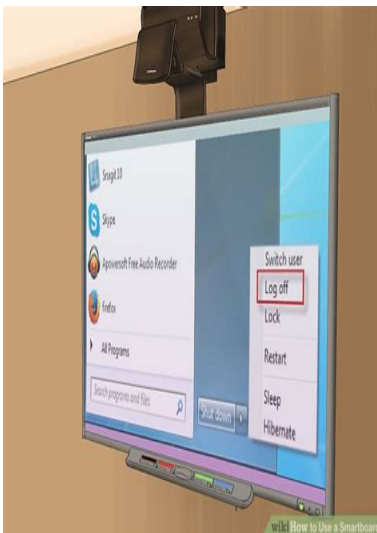 Snagit 10
Skype
Apowersoft Free Audio Recorder
Firefox
All Programs
Search programs and files
Shut down
Switch user
Log off
Lock
Restart
Sleep
Hibernate
wikiHow to Use a Smartboard